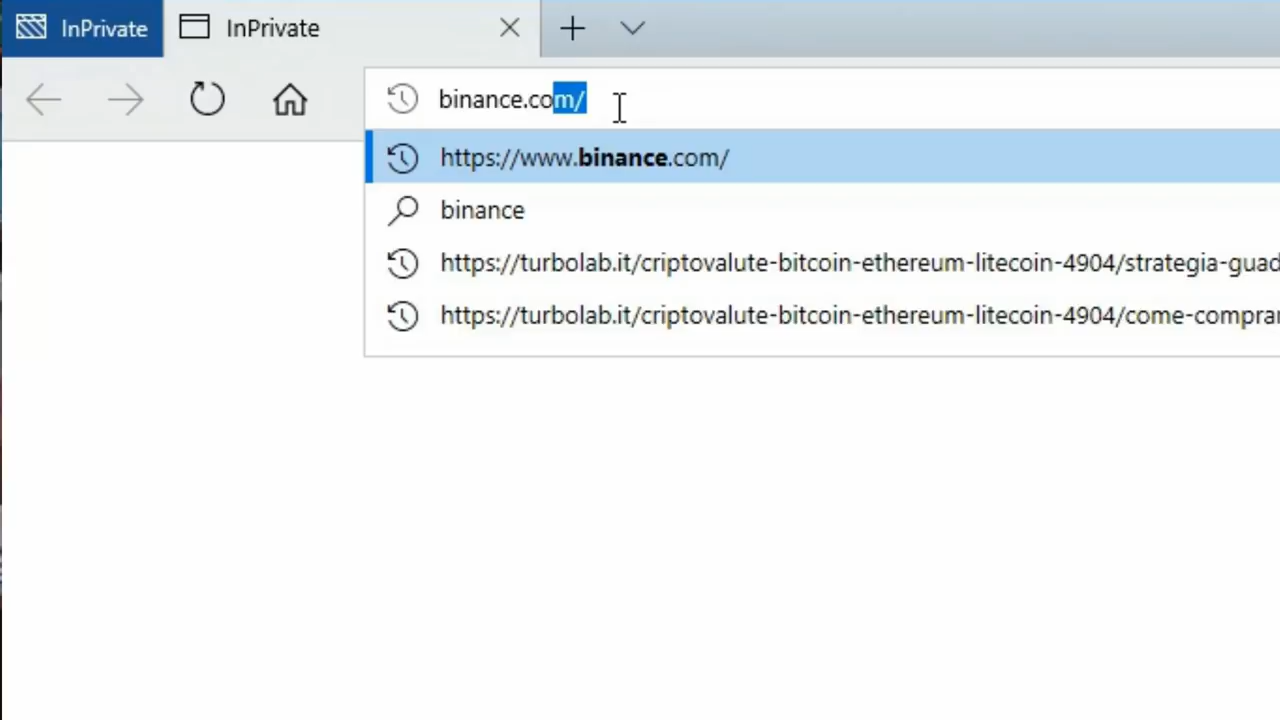 InPrivate InPrivate
binance.com/
https://www.binance.com/
binance
https://turbolab.it/criptovalute-bitcoin-ethereum-litecoin-4904/strategia-guad
https://turbolab.it/criptovalute-bitcoin-ethereum-litecoin-4904/come-comprar